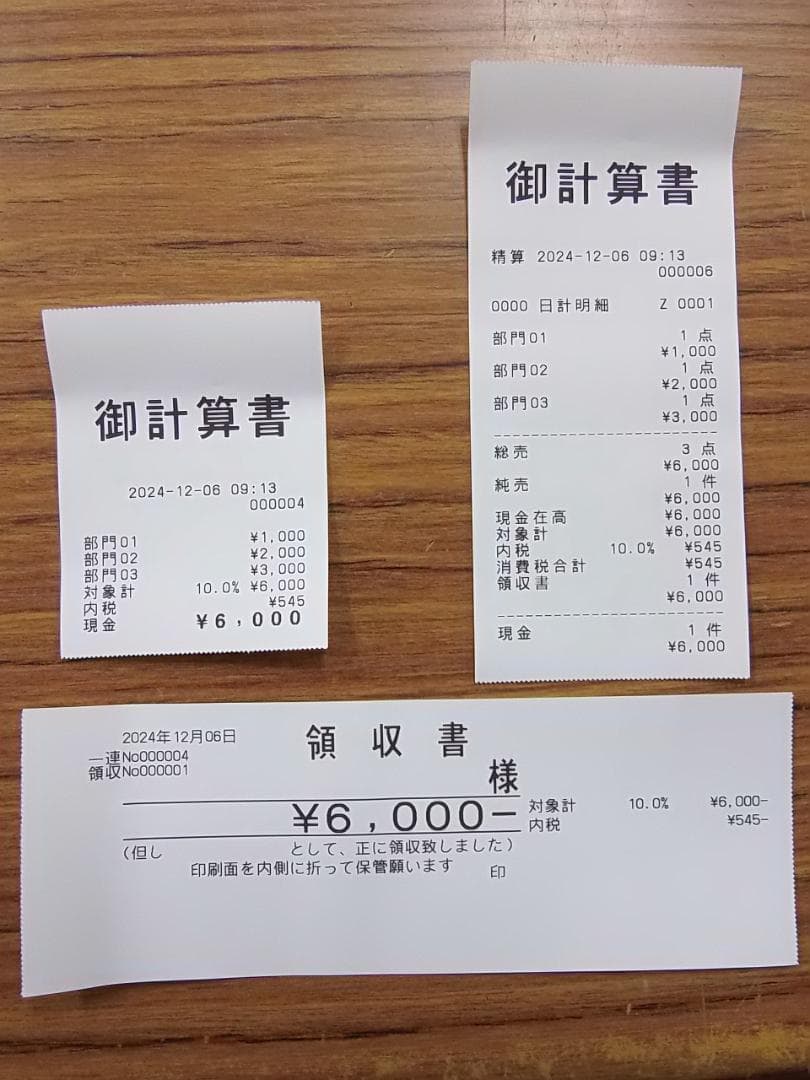 御計算書
2024-12-06 09:13
000004
部門01 ¥1,000
部門02 ¥2,000
部門03 ¥3,000
対象計 10.0% ¥6,000
内税 ¥545
現金 ¥6,000
御計算書
精算 2024-12-06 09:13
000006
0000 日計明細 Z 0001
部門01 1 点
¥1,000
部門02 1 点
¥2,000
部門03 1 点
¥3,000
総売 3 点
¥6,000
純売 1 件
¥6,000
現金在高 ¥6,000
対象計 ¥6,000
内税 10.0% ¥545
消費税合計 ¥545
領収書 1 件
¥6,000
現金 1 件
¥6,000
2024年12月06日 領収書
一連No000004
領収No000001
様
¥6,000-
対象計 10.0% ¥6,000-
内税 ¥545-
(但し として、正に領収致しました)
印刷面を内側に折って保管願います 印